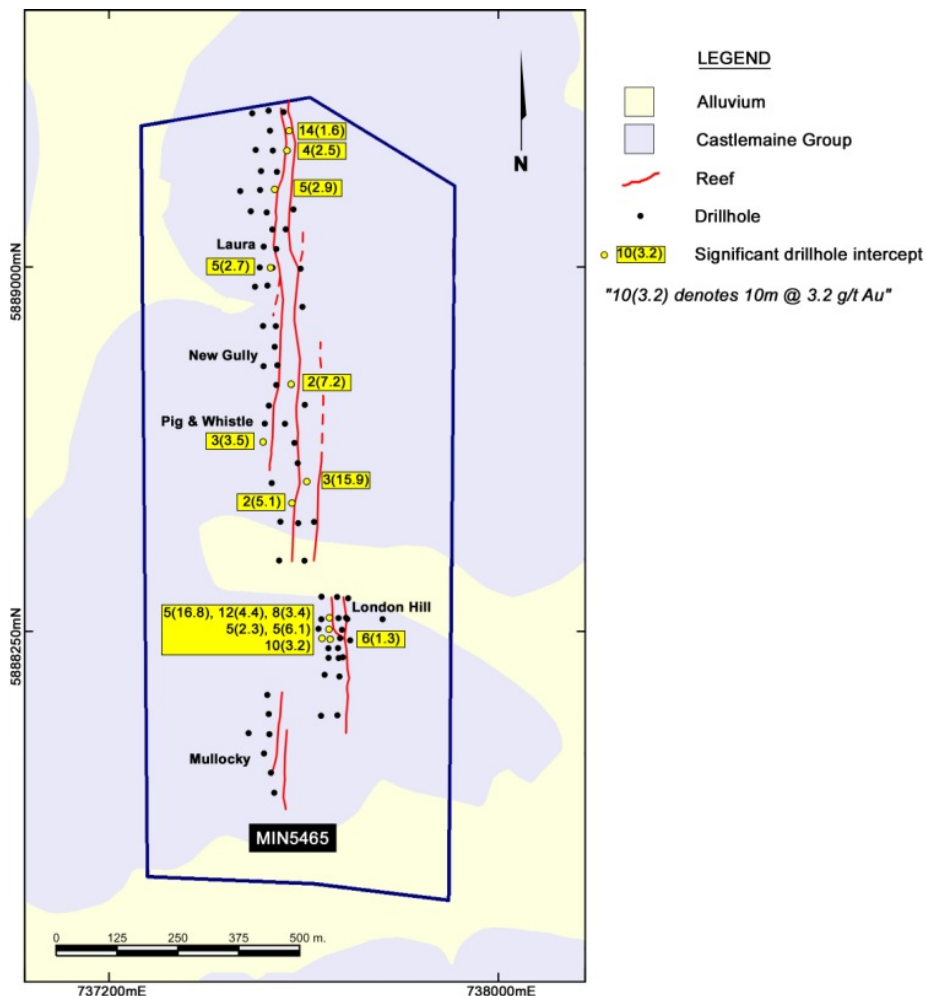 LEGEND
Alluvium
Castlemaine Group
Reef
Drillhole
10(3.2) Significant drillhole intercept
"10(3.2) denotes 10m @ 3.2 g/t Au"
N
14(1.6)
4(2.5)
5(2.9)
Laura
5(2.7)
5889000mN
New Gully
2(7.2)
Pig & Whistle
3(3.5)
3(15.9)
2(5.1)
London Hill
5(16.8), 12(4.4), 8(3.4)
5(2.3), 5(6.1)
10(3.2)
6(1.3)
5888250mN
Mullocky
MIN5465
0 125 250 375 500 m.
737200mE 738000mE